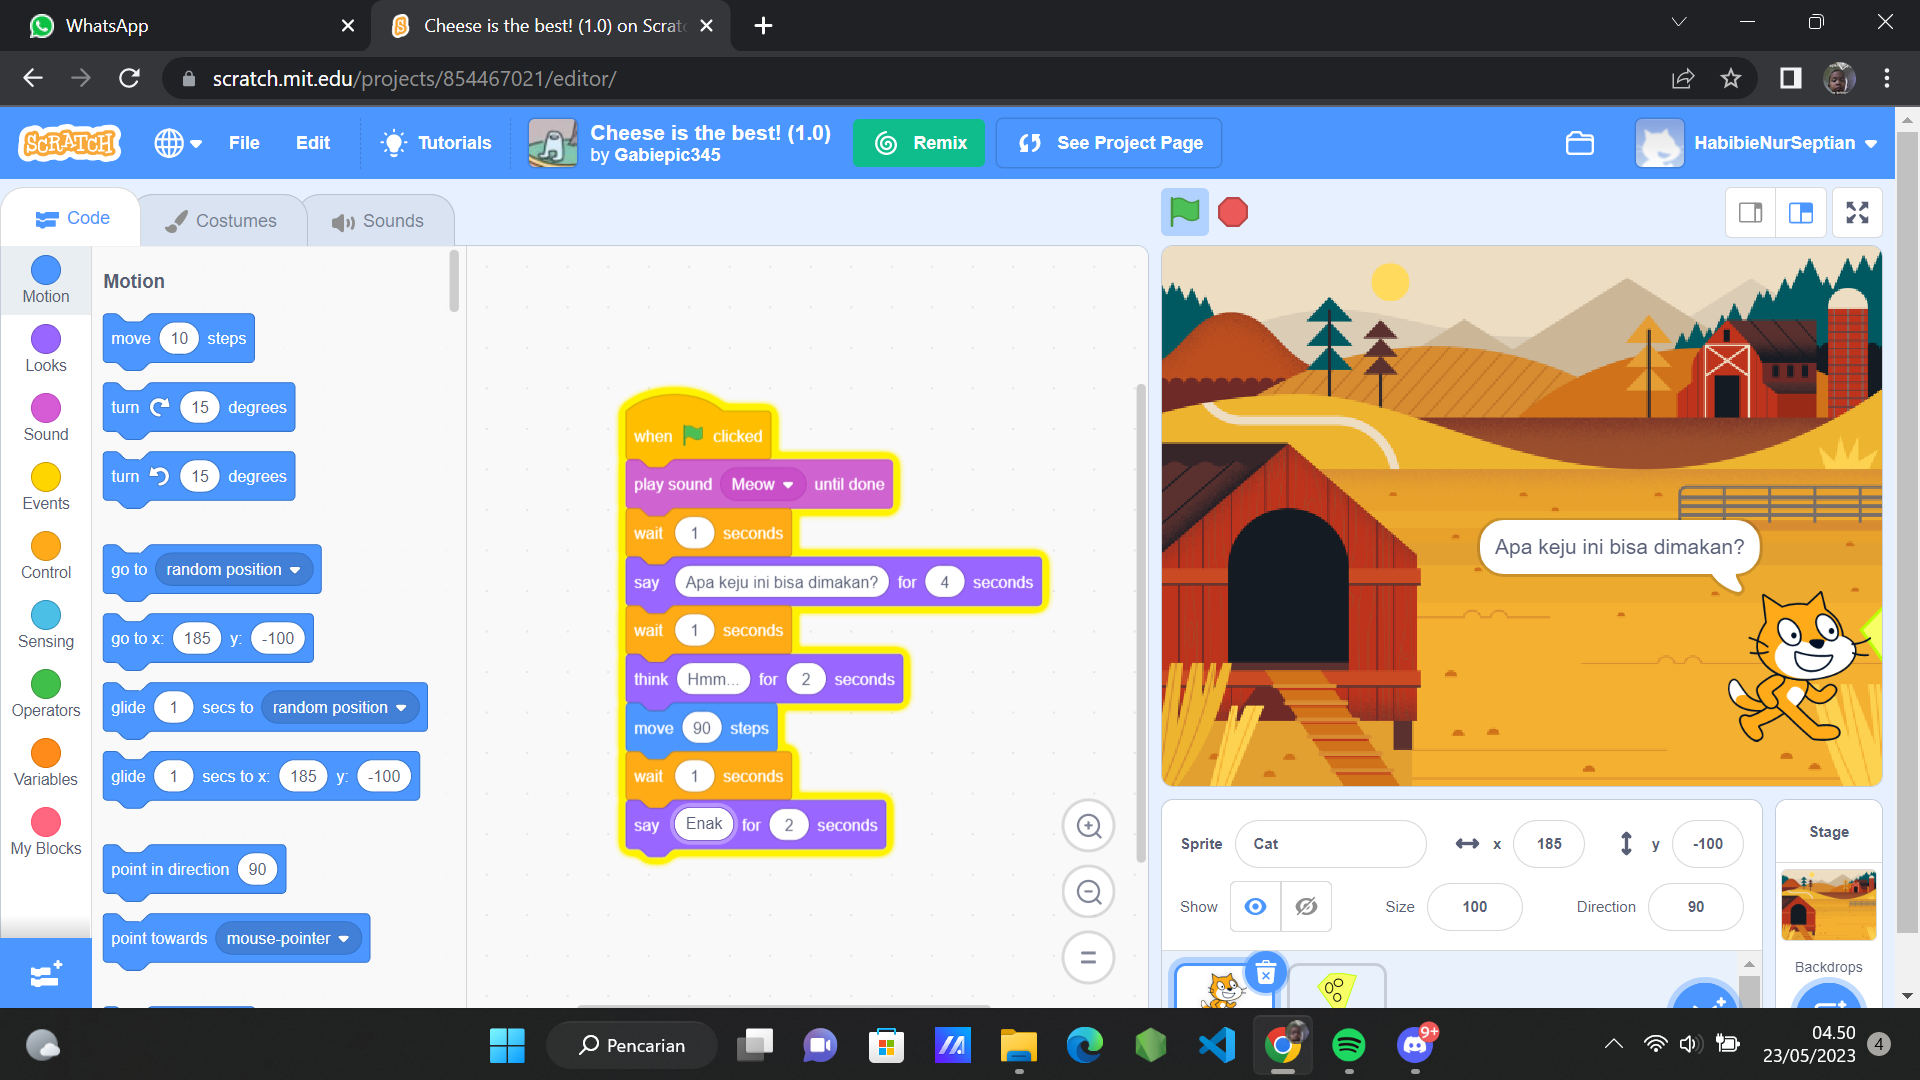 WhatsApp
Cheese is the best! (1.0) on Scrat
scratch.mit.edu/projects/854467021/editor/
SCRATCH
File
Edit
Tutorials
Cheese is the best! (1.0)
by Gabiepic345
Remix
See Project Page
HabibieNurSeptian
Code
Costumes
Sounds
Motion
Looks
Sound
Events
Control
Sensing
Operators
Variables
My Blocks
Motion
move 10 steps
turn 15 degrees
turn 15 degrees
go to random position
go to x: 185 y: -100
glide 1 secs to random position
glide 1 secs to x: 185 y: -100
point in direction 90
point towards mouse-pointer
when clicked
play sound Meow until done
wait 1 seconds
say Apa keju ini bisa dimakan? for 4 seconds
wait 1 seconds
think Hmm... for 2 seconds
move 90 steps
wait 1 seconds
say Enak for 2 seconds
Apa keju ini bisa dimakan?
Sprite Cat x 185 y -100
Show Size 100 Direction 90
Stage
Backdrops
Pencarian
9+
04.50
23/05/2023
4